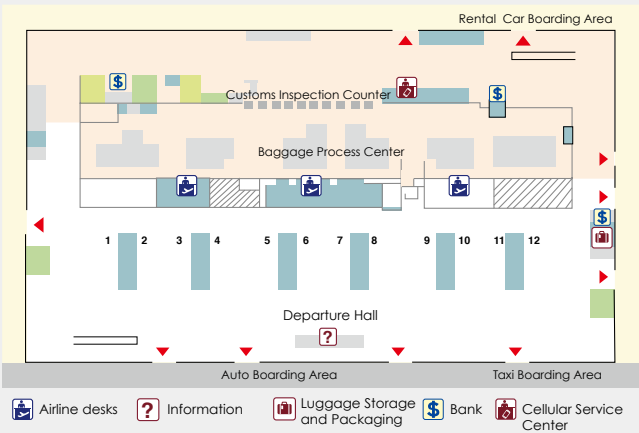 Rental Car Boarding Area
$
$
Customs Inspection Counter
Baggage Process Center
$
1 2 3 4 5 6 7 8 9 10 11 12
Departure Hall
?
Auto Boarding Area
Taxi Boarding Area
Airline desks
? Information
Luggage Storage
and Packaging
$ Bank
Cellular Service
Center